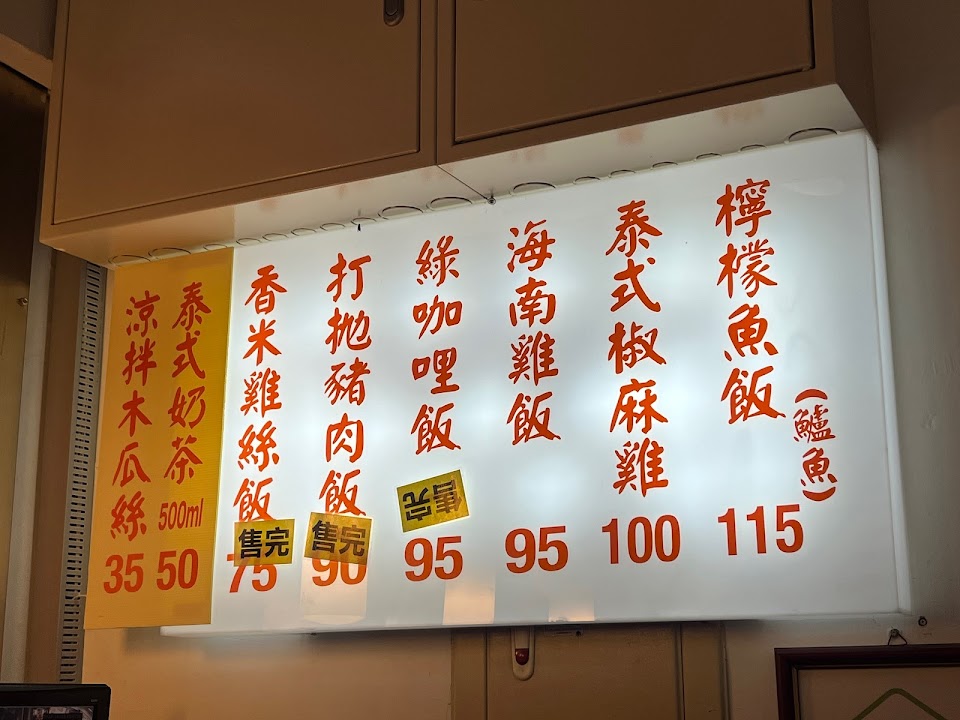 檸檬魚飯
(鱸魚)
115
泰式椒麻雞
100
海南雞飯
95
綠咖哩飯
售完
95
打拋豬肉飯
售完
90
香米雞絲飯
售完
75
泰式奶茶
500ml
50
涼拌木瓜絲
35